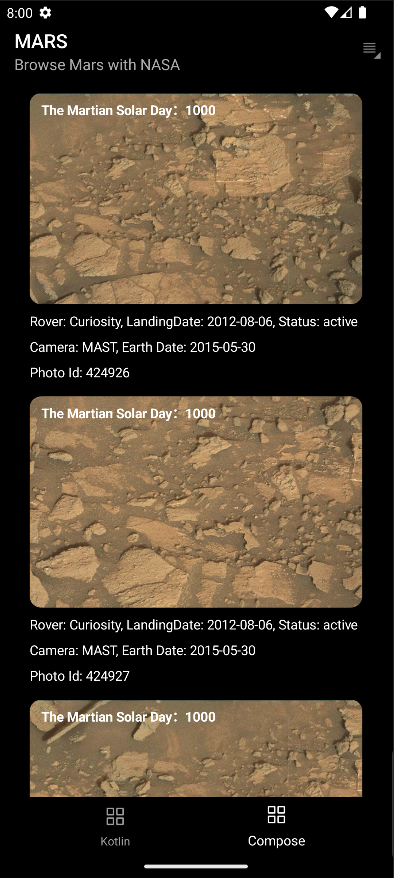 8:00
MARS
Browse Mars with NASA
The Martian Solar Day：1000
Rover: Curiosity, LandingDate: 2012-08-06, Status: active
Camera: MAST, Earth Date: 2015-05-30
Photo Id: 424926
The Martian Solar Day：1000
Rover: Curiosity, LandingDate: 2012-08-06, Status: active
Camera: MAST, Earth Date: 2015-05-30
Photo Id: 424927
The Martian Solar Day：1000
Kotlin
Compose